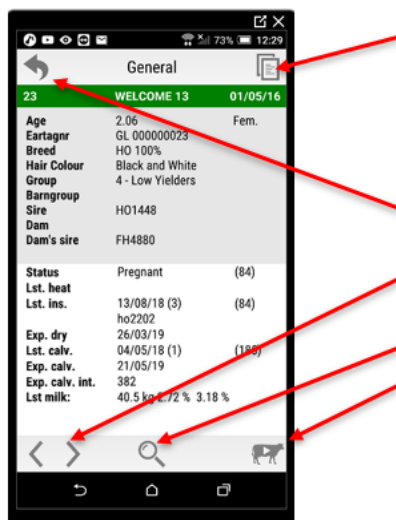 73% 12:29
General
23 WELCOME 13 01/05/16
Age 2.06 Fem.
Eartagnr GL 000000023
Breed HO 100%
Hair Colour Black and White
Group 4 - Low Yielders
Barngroup
Sire HO1448
Dam
Dam's sire FH4880
Status Pregnant (84)
Lst. heat
Lst. ins. 13/08/18 (3) (84)
ho2202
Exp. dry 26/03/19
Lst. calv. 04/05/18 (1)
Exp. calv. 21/05/19
Exp. calv. int. 382
Lst milk: 40.5 kg 2.72 % 3.18 %